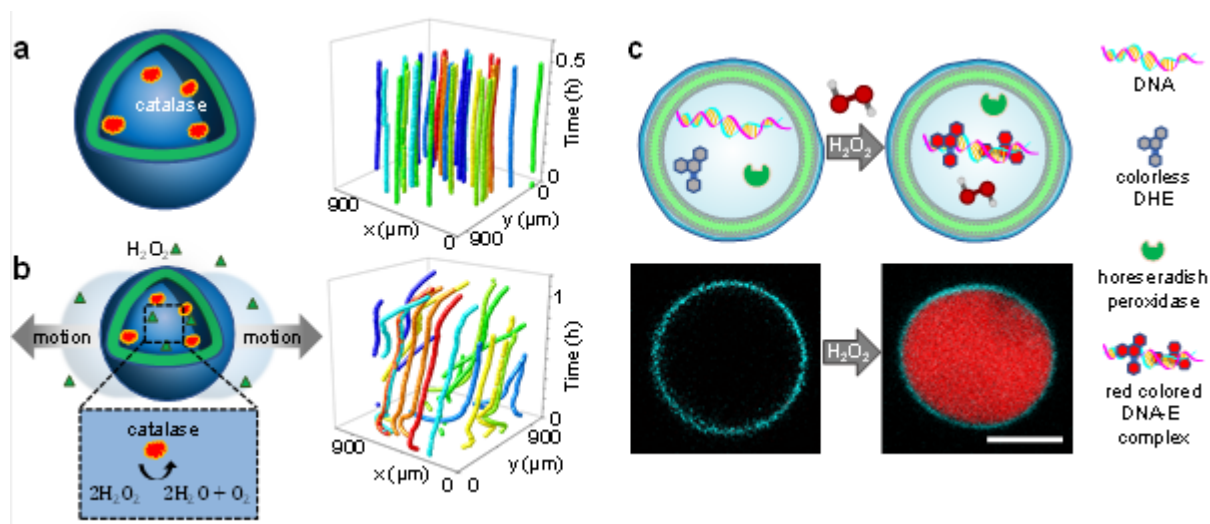 a
catalase
0.5
Time (h)
0
900
x (µm)
0
y (µm)
0
900
b
H2O2
motion
motion
catalase
2H2O2 2H2O + O2
1
Time (h)
0
900
x (µm)
0
900
y (µm)
0
c
H2O2
H2O2
DNA
colorless
DHE
horeseradish
peroxidase
red colored
DNA-E
complex